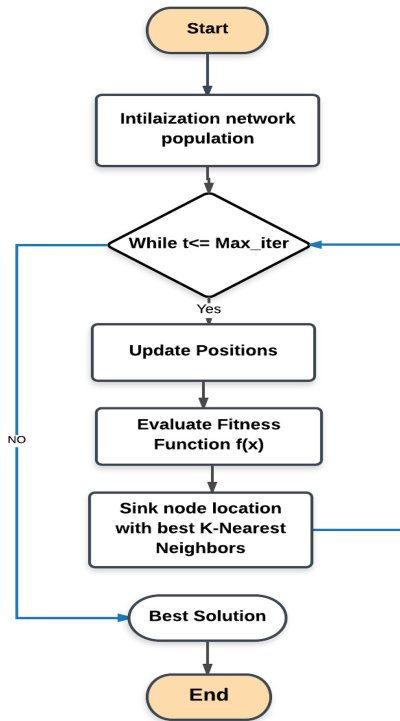 Start
Intilaization network
population
While t<= Max_iter
Yes
Update Positions
Evaluate Fitness
Function f(x)
NO
Sink node location
with best K-Nearest
Neighbors
Best Solution
End